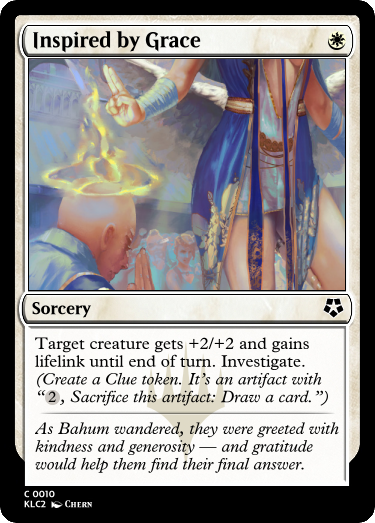 Inspired by Grace
Sorcery
Target creature gets +2/+2 and gains
lifelink until end of turn. Investigate.
(Create a Clue token. It's an artifact with
“2, Sacrifice this artifact: Draw a card.”)
As Bahum wandered, they were greeted with
kindness and generosity — and gratitude
would help them find their final answer.
C 0010
KLC2 Chern